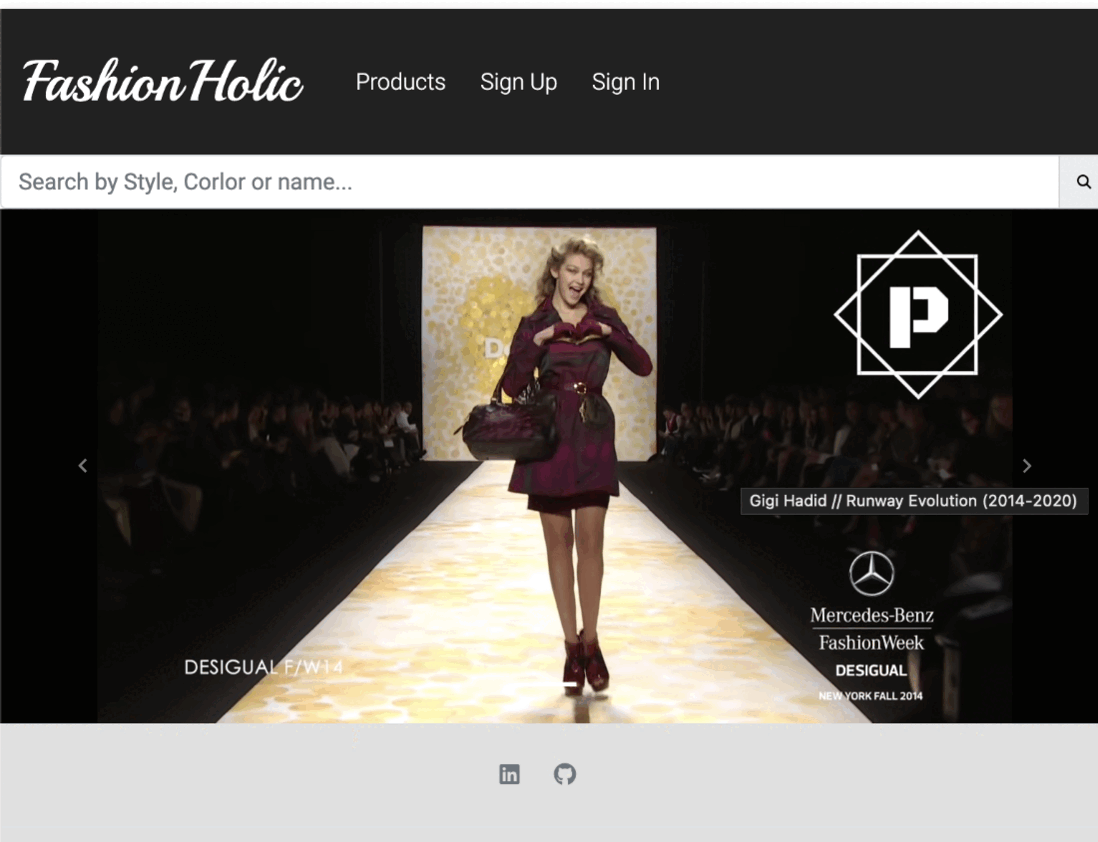 FashionHolic
Products Sign Up Sign In
Search by Style, Corlor or name...
P
Gigi Hadid // Runway Evolution (2014-2020)
Mercedes-Benz
FashionWeek
DESIGUAL
NEW YORK FALL 2014
DESIGUAL F/W14
in